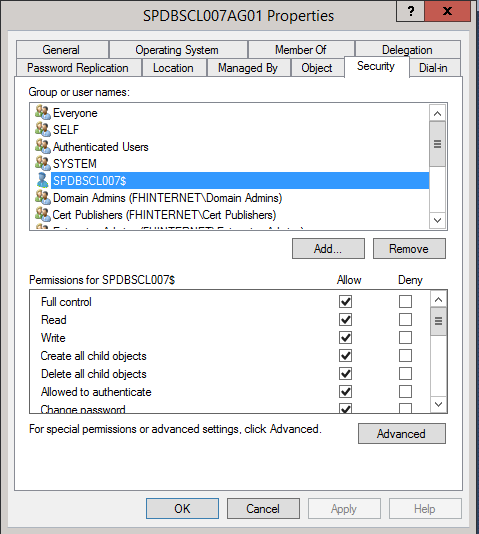 SPDBSCL007AG01 Properties
?
x
General Operating System Member Of Delegation
Password Replication Location Managed By Object Security Dial-in
Group or user names:
Everyone
SELF
Authenticated Users
SYSTEM
SPDBSCL007$
Domain Admins (FHINTERNET\Domain Admins)
Cert Publishers (FHINTERNET\Cert Publishers)
Add... Remove
Permissions for SPDBSCL007$ Allow Deny
Full control
Read
Write
Create all child objects
Delete all child objects
Allowed to authenticate
Change password
For special permissions or advanced settings, click Advanced.
Advanced
OK Cancel Apply Help